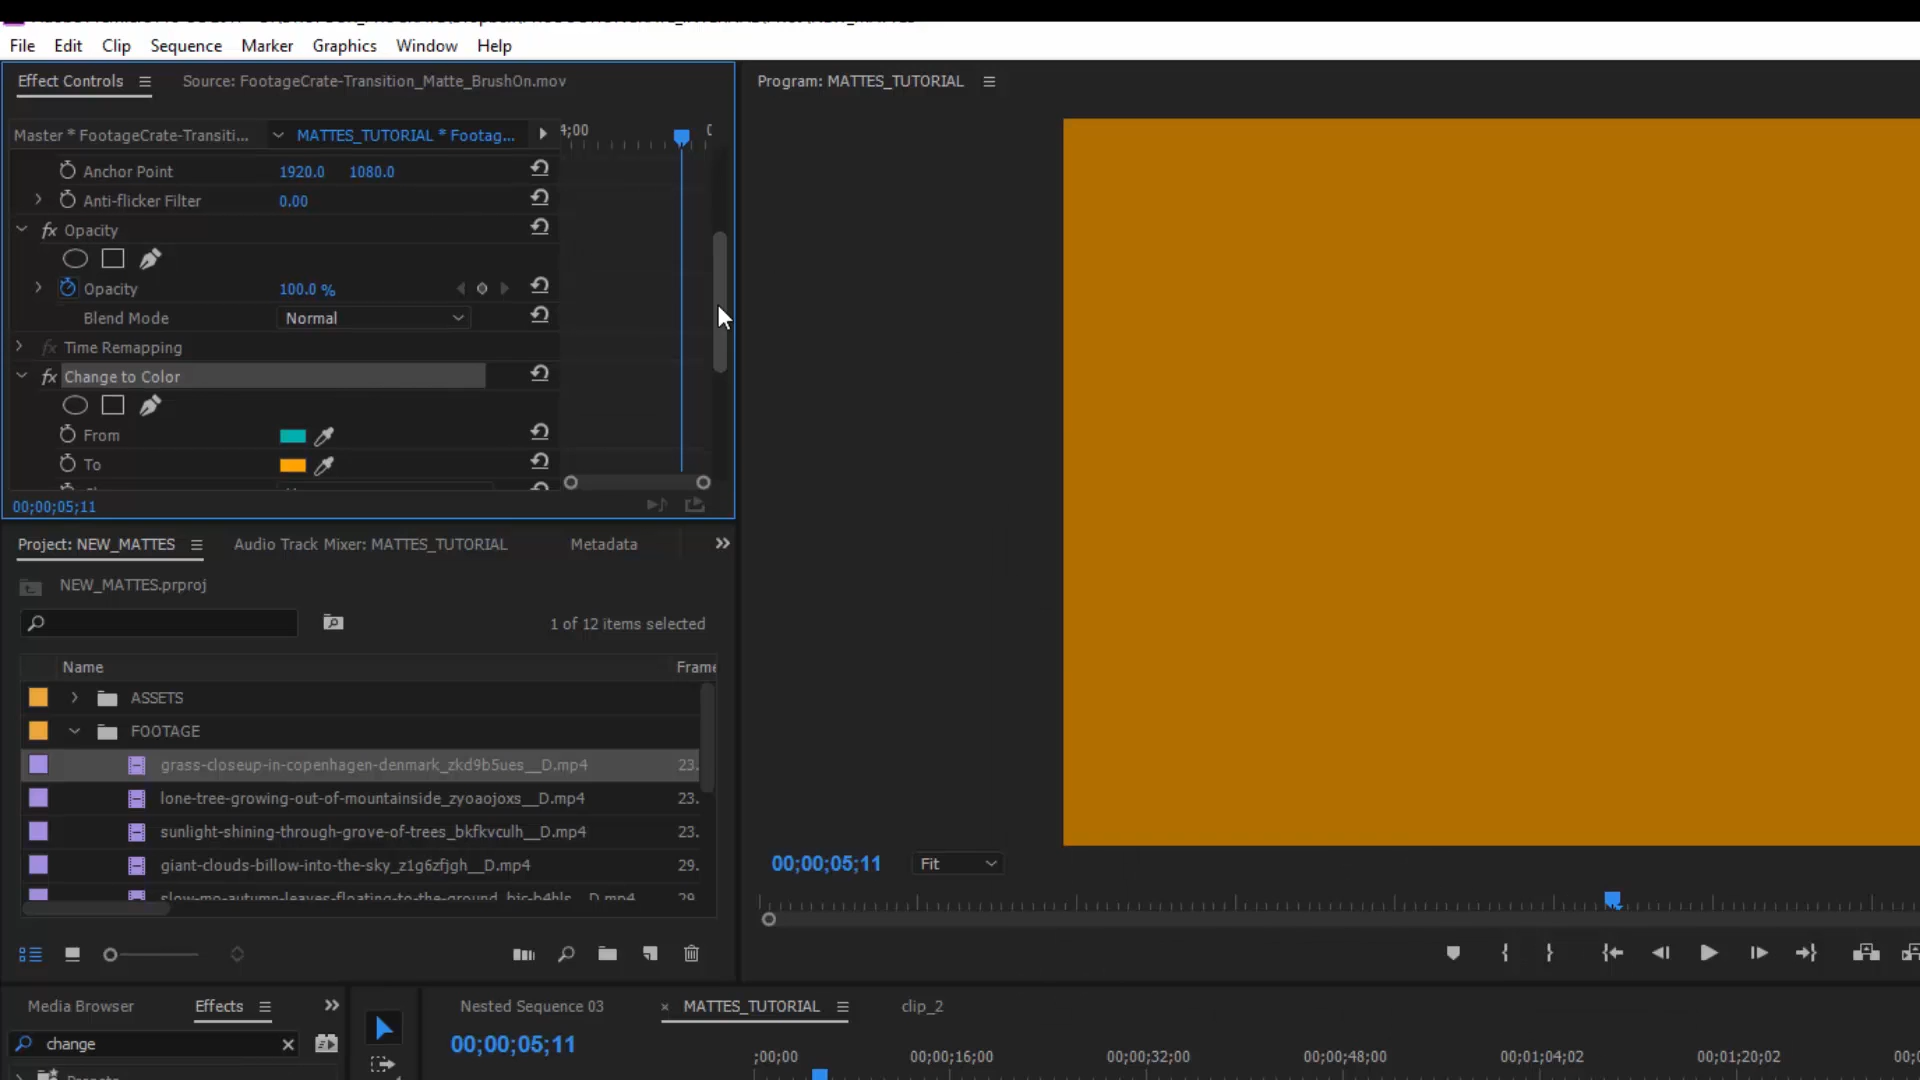 File Edit Clip Sequence Marker Graphics Window Help
Effect Controls Source: FootageCrate-Transition_Matte_BrushOn.mov
Program: MATTES_TUTORIAL
Master * FootageCrate-Transiti... MATTES_TUTORIAL * Footag... 4;00
Anchor Point 1920.0 1080.0
Anti-flicker Filter 0.00
fx Opacity
Opacity 100.0 %
Blend Mode Normal
fx Time Remapping
fx Change to Color
From
To
00;00;05;11
Project: NEW_MATTES Audio Track Mixer: MATTES_TUTORIAL Metadata
NEW_MATTES.prproj
1 of 12 items selected
Name Frame
ASSETS
FOOTAGE
grass-closeup-in-copenhagen-denmark_zkd9b5ues__D.mp4 23.
lone-tree-growing-out-of-mountainside_zyoaojoxs__D.mp4 23.
sunlight-shining-through-grove-of-trees_bkfkvculh__D.mp4 23.
giant-clouds-billow-into-the-sky_z1g6zfjgh__D.mp4 29.
00;00;05;11 Fit
Media Browser Effects
change
Nested Sequence 03 × MATTES_TUTORIAL clip_2
00;00;05;11
;00;00 00;00;16;00 00;00;32;00 00;00;48;00 00;01;04;02 00;01;20;02